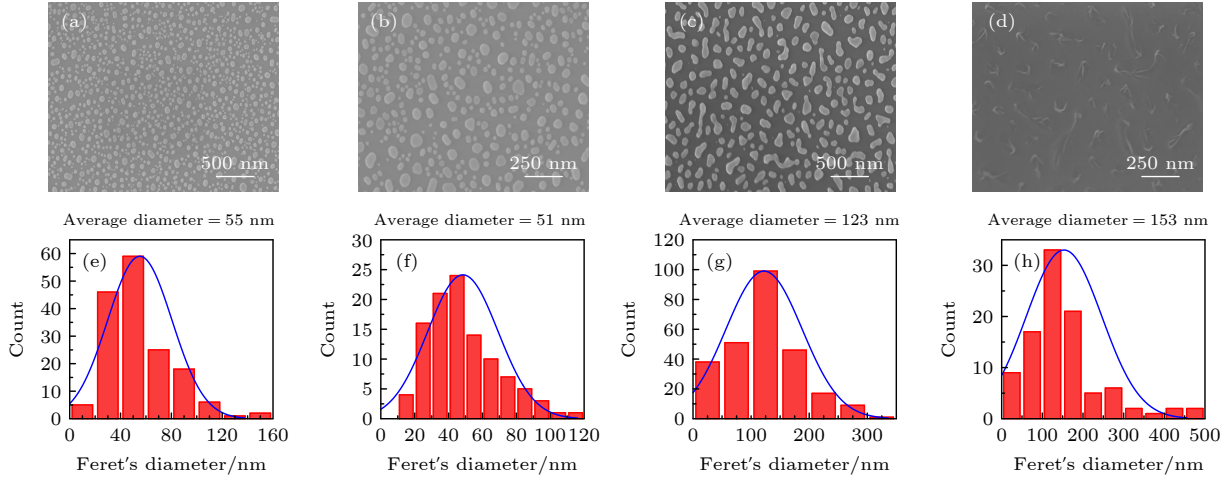 (a) (b) (c) (d)
500 nm 250 nm 500 nm 250 nm
Average diameter = 55 nm Average diameter = 51 nm Average diameter = 123 nm Average diameter = 153 nm
(e)
60
50
40
30
20
10
0
Count
0 40 80 120 160
Feret's diameter/nm
(f)
30
25
20
15
10
5
0
Count
0 20 40 60 80 100 120
Feret's diameter/nm
(g)
120
100
80
60
40
20
0
Count
0 100 200 300
Feret's diameter/nm
(h)
30
20
10
0
Count
0 100 200 300 400 500
Feret's diameter/nm